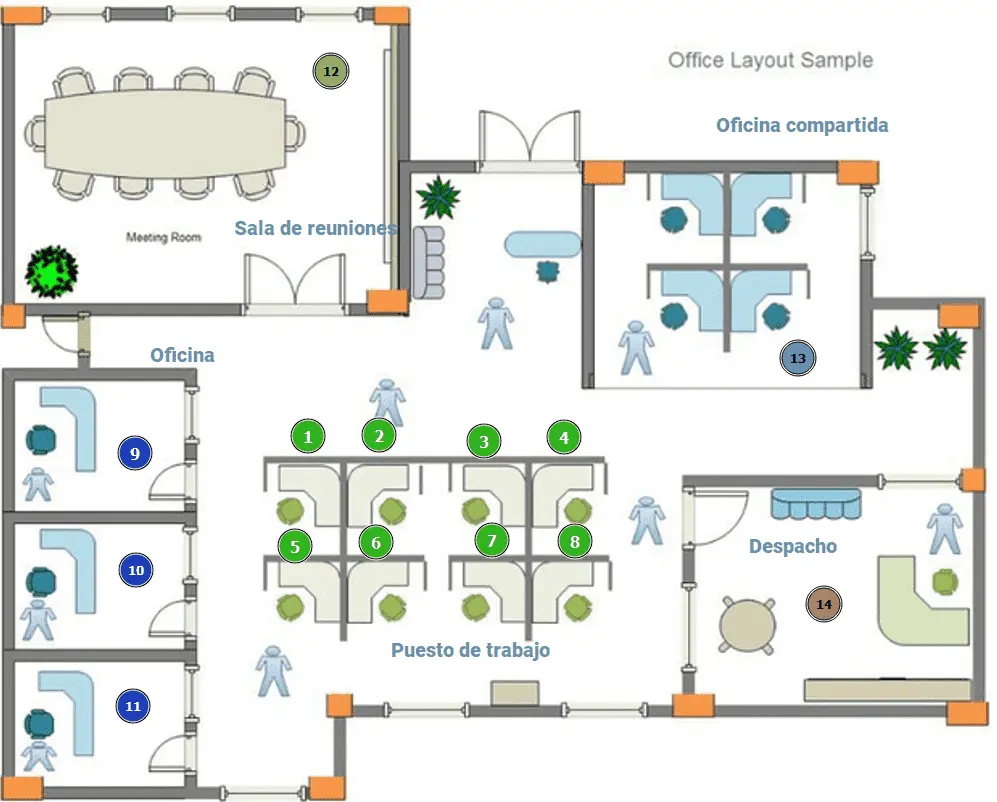 12
Office Layout Sample
Oficina compartida
Sala de reuniones
Meeting Room
Oficina
13
1
2
3
4
9
5
6
7
8
10
Despacho
14
Puesto de trabajo
11